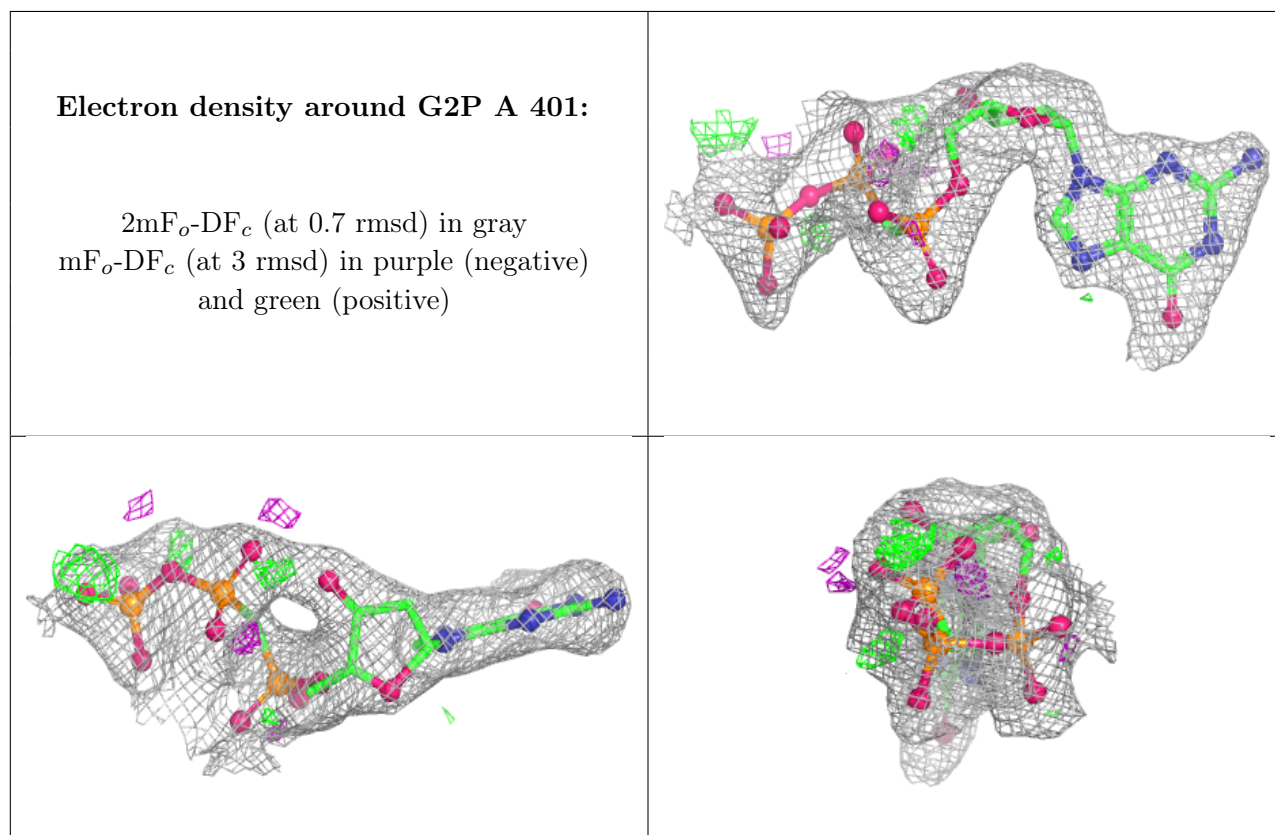 Electron density around G2P A 401:
2mFo-DFc (at 0.7 rmsd) in gray
mFo-DFc (at 3 rmsd) in purple (negative)
and green (positive)